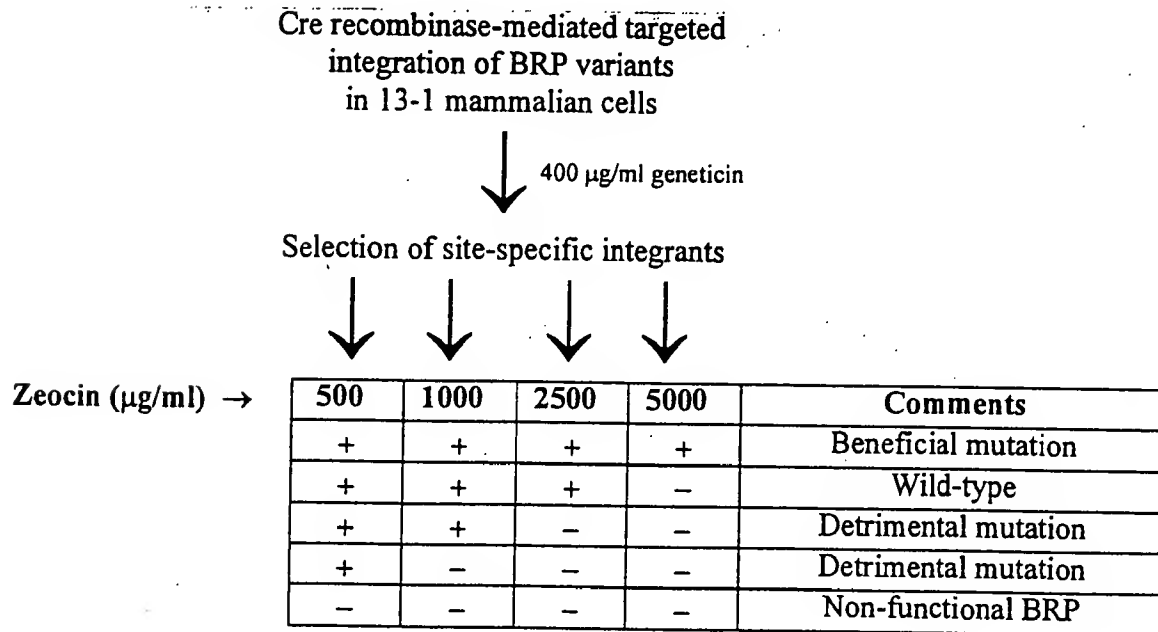 Cre recombinase-mediated targeted
integration of BRP variants
in 13-1 mammalian cells
400 µg/ml geneticin
Selection of site-specific integrants
Zeocin (µg/ml) → 500 1000 2500 5000 Comments
+ + + + Beneficial mutation
+ + + – Wild-type
+ + – – Detrimental mutation
+ – – – Detrimental mutation
– – – – Non-functional BRP